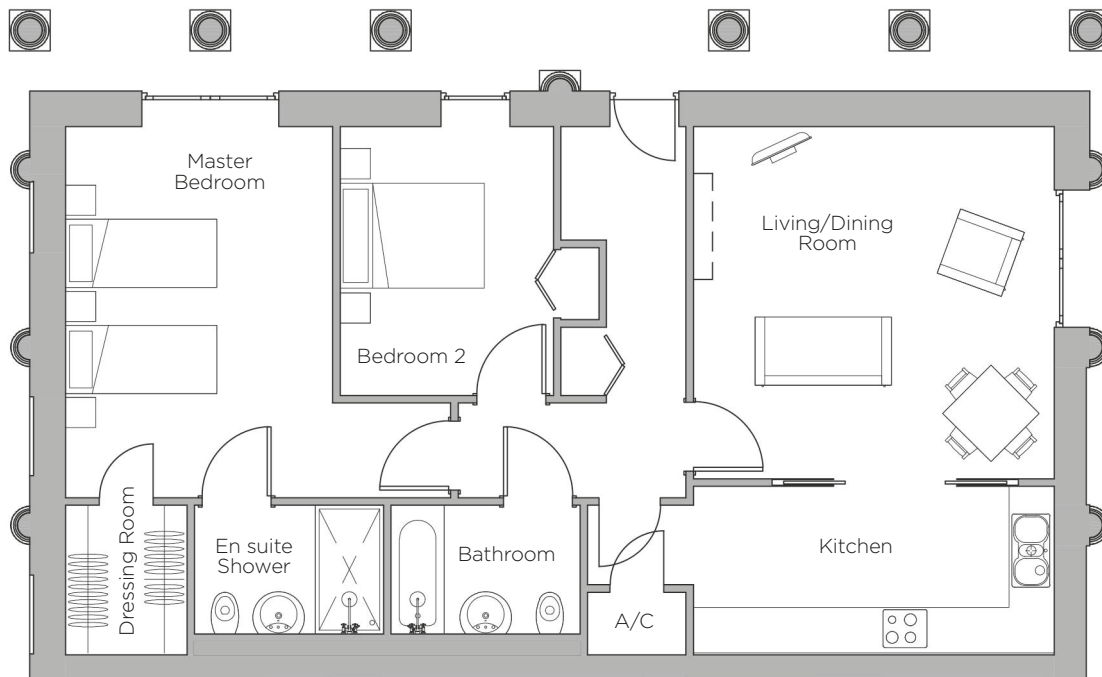 Master
Bedroom
Living/Dining
Room
Bedroom 2
Dressing Room
En suite
Shower
Bathroom
Kitchen
A/C